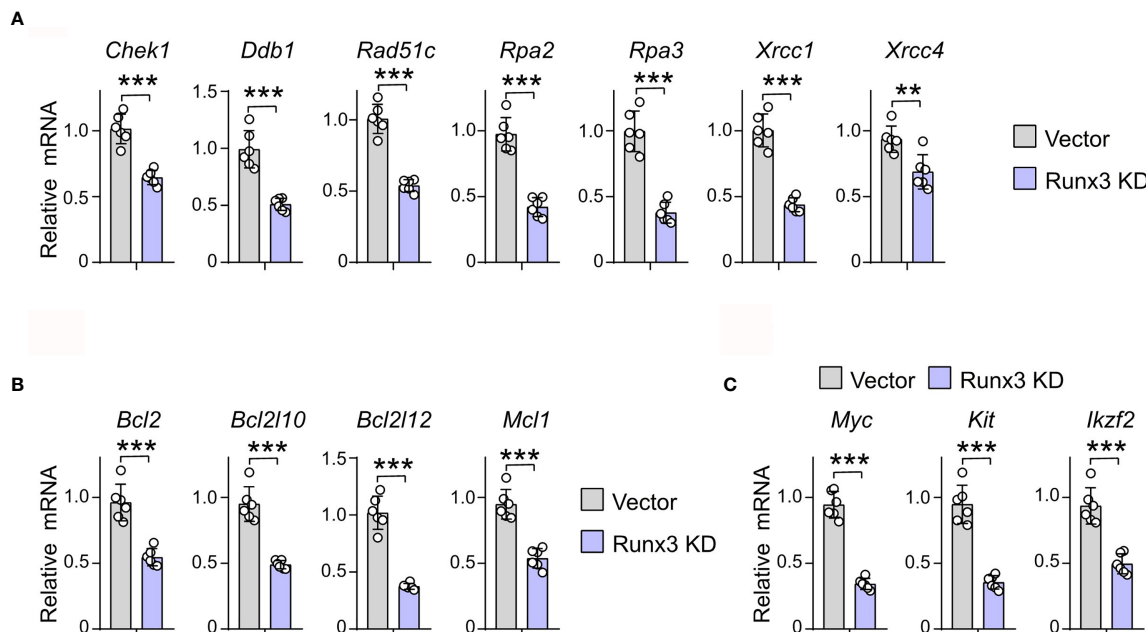 A
Chek1 Ddb1 Rad51c Rpa2 Rpa3 Xrcc1 Xrcc4
*** *** *** *** *** *** **
Relative mRNA
1.0 0.5 0
1.5 1.0 0.5 0
1.0 0.5 0
1.0 0.5 0
1.0 0.5 0
1.0 0.5 0
1.0 0.5 0
Vector
Runx3 KD
B
Bcl2 Bcl2l10 Bcl2l12 Mcl1
*** *** *** ***
Relative mRNA
1.0 0.5 0
1.0 0.5 0
1.5 1.0 0.5 0
1.0 0.5 0
Vector
Runx3 KD
C
Vector Runx3 KD
Myc Kit Ikzf2
*** *** ***
Relative mRNA
1.0 0.5 0
1.0 0.5 0
1.0 0.5 0